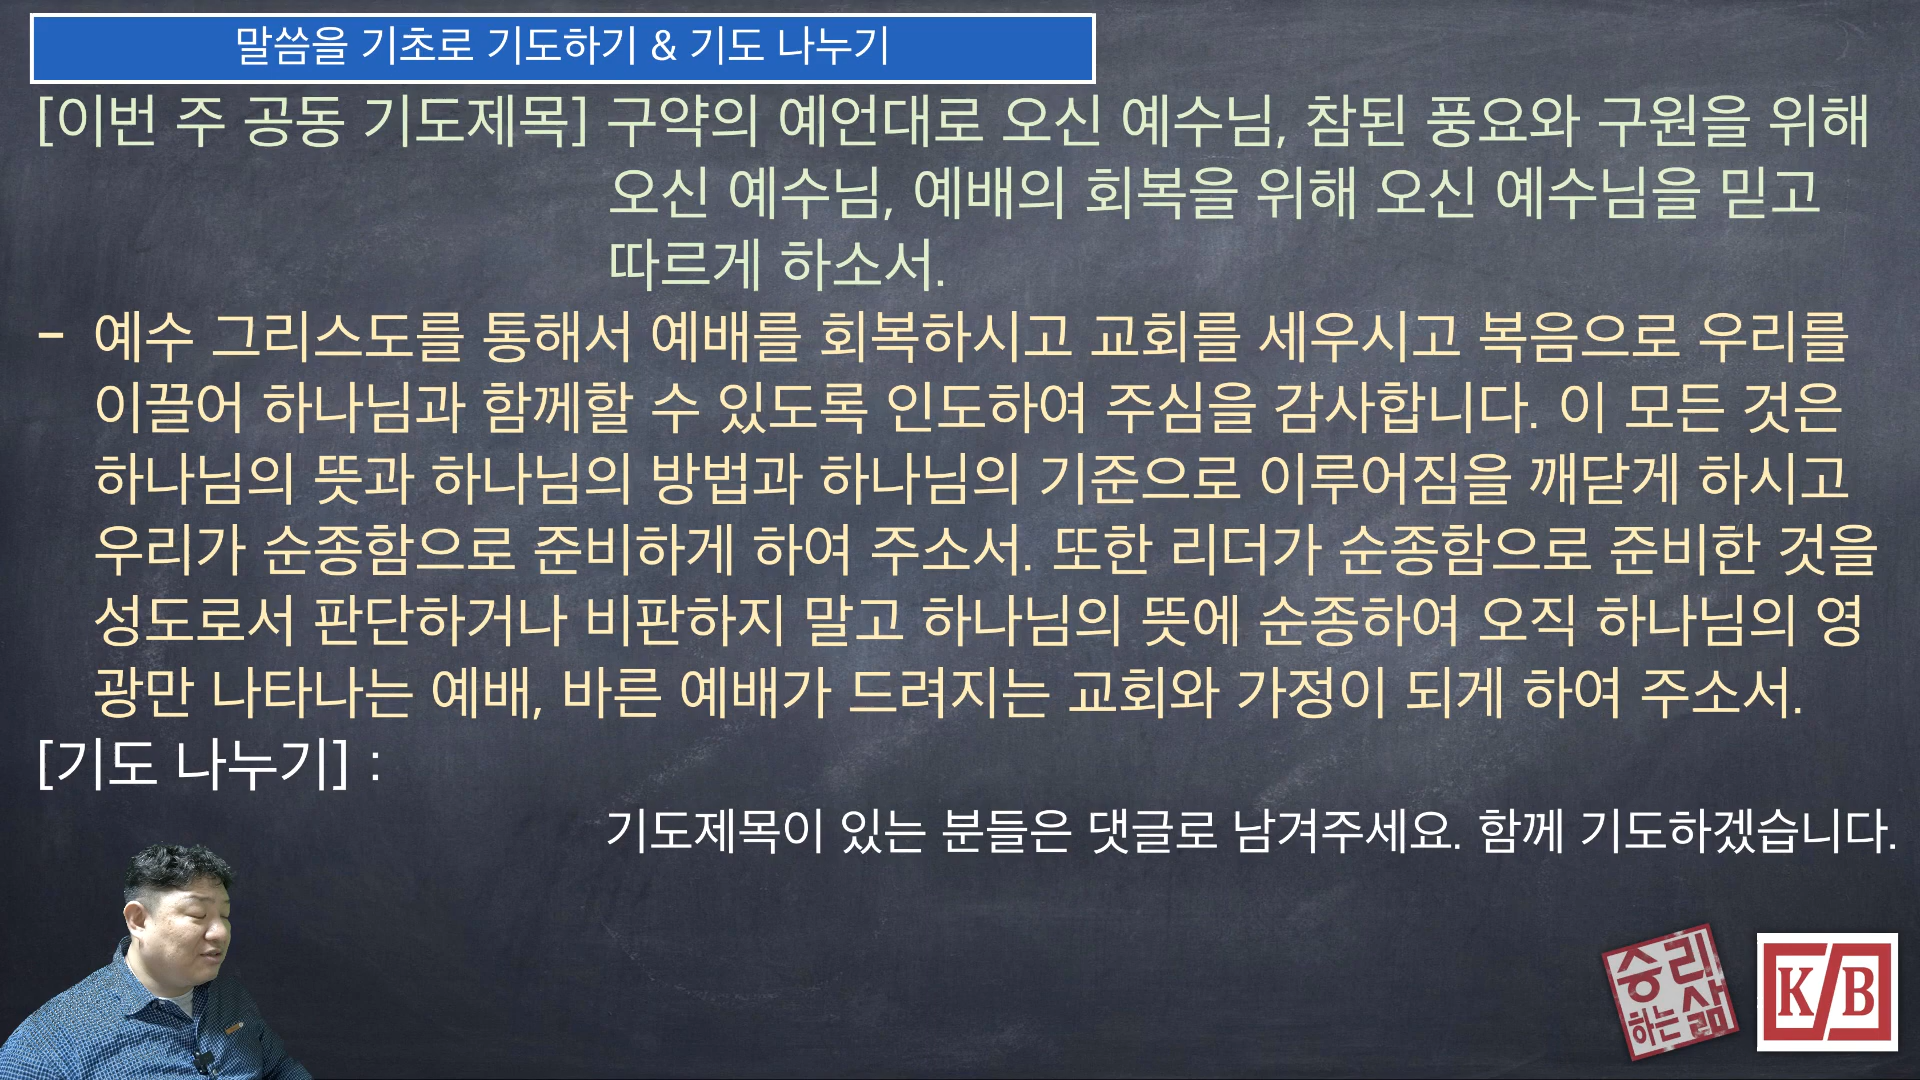 말씀을 기초로 기도하기 & 기도 나누기
[이번 주 공동 기도제목] 구약의 예언대로 오신 예수님, 참된 풍요와 구원을 위해
오신 예수님, 예배의 회복을 위해 오신 예수님을 믿고
따르게 하소서.
- 예수 그리스도를 통해서 예배를 회복하시고 교회를 세우시고 복음으로 우리를
이끌어 하나님과 함께할 수 있도록 인도하여 주심을 감사합니다. 이 모든 것은
하나님의 뜻과 하나님의 방법과 하나님의 기준으로 이루어짐을 깨닫게 하시고
우리가 순종함으로 준비하게 하여 주소서. 또한 리더가 순종함으로 준비한 것을
성도로서 판단하거나 비판하지 말고 하나님의 뜻에 순종하여 오직 하나님의 영
광만 나타나는 예배, 바른 예배가 드려지는 교회와 가정이 되게 하여 주소서.
[기도 나누기] :
기도제목이 있는 분들은 댓글로 남겨주세요. 함께 기도하겠습니다.
승리
하는 삶
K/B